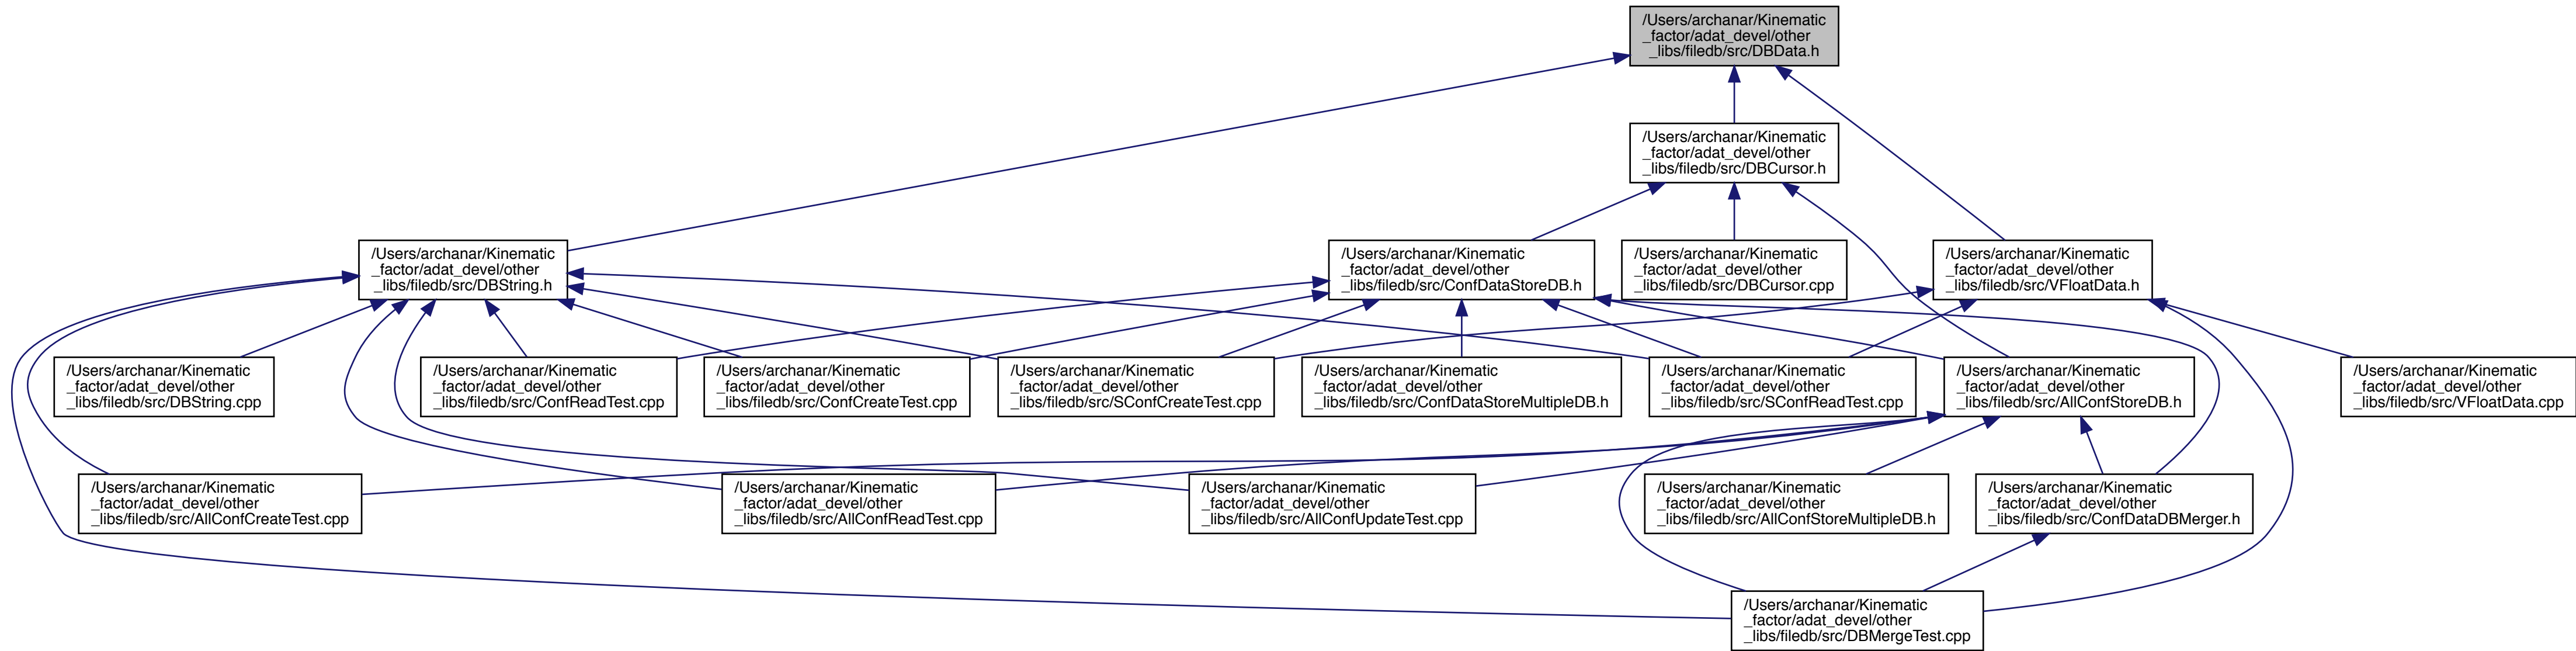 /Users/archanar/Kinematic
_factor/adat_devel/other
_libs/filedb/src/DBData.h
/Users/archanar/Kinematic
_factor/adat_devel/other
_libs/filedb/src/DBCursor.h
/Users/archanar/Kinematic
_factor/adat_devel/other
_libs/filedb/src/DBString.h
/Users/archanar/Kinematic
_factor/adat_devel/other
_libs/filedb/src/ConfDataStoreDB.h
/Users/archanar/Kinematic
_factor/adat_devel/other
_libs/filedb/src/DBCursor.cpp
/Users/archanar/Kinematic
_factor/adat_devel/other
_libs/filedb/src/VFloatData.h
/Users/archanar/Kinematic
_factor/adat_devel/other
_libs/filedb/src/DBString.cpp
/Users/archanar/Kinematic
_factor/adat_devel/other
_libs/filedb/src/ConfReadTest.cpp
/Users/archanar/Kinematic
_factor/adat_devel/other
_libs/filedb/src/ConfCreateTest.cpp
/Users/archanar/Kinematic
_factor/adat_devel/other
_libs/filedb/src/SConfCreateTest.cpp
/Users/archanar/Kinematic
_factor/adat_devel/other
_libs/filedb/src/ConfDataStoreMultipleDB.h
/Users/archanar/Kinematic
_factor/adat_devel/other
_libs/filedb/src/SConfReadTest.cpp
/Users/archanar/Kinematic
_factor/adat_devel/other
_libs/filedb/src/AllConfStoreDB.h
/Users/archanar/Kinematic
_factor/adat_devel/other
_libs/filedb/src/VFloatData.cpp
/Users/archanar/Kinematic
_factor/adat_devel/other
_libs/filedb/src/AllConfCreateTest.cpp
/Users/archanar/Kinematic
_factor/adat_devel/other
_libs/filedb/src/AllConfReadTest.cpp
/Users/archanar/Kinematic
_factor/adat_devel/other
_libs/filedb/src/AllConfUpdateTest.cpp
/Users/archanar/Kinematic
_factor/adat_devel/other
_libs/filedb/src/AllConfStoreMultipleDB.h
/Users/archanar/Kinematic
_factor/adat_devel/other
_libs/filedb/src/ConfDataDBMerger.h
/Users/archanar/Kinematic
_factor/adat_devel/other
_libs/filedb/src/DBMergeTest.cpp